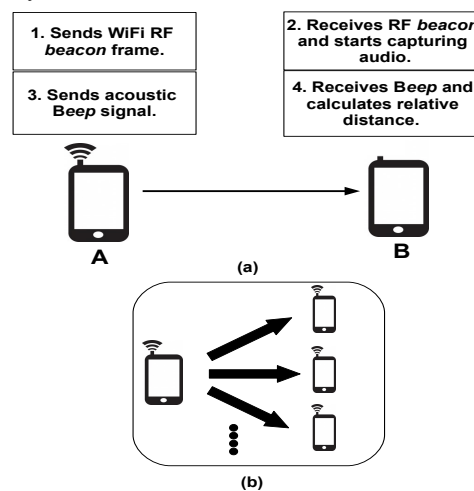 1. Sends WiFi RF
beacon frame.
3. Sends acoustic
Beep signal.
2. Receives RF beacon
and starts capturing
audio.
4. Receives Beep and
calculates relative
distance.
A
B
(a)
(b)